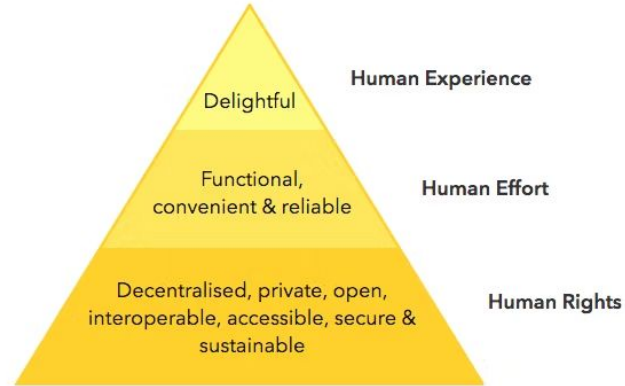 Human Experience
Delightful
Functional,
convenient & reliable
Human Effort
Decentralised, private, open,
interoperable, accessible, secure &
sustainable
Human Rights